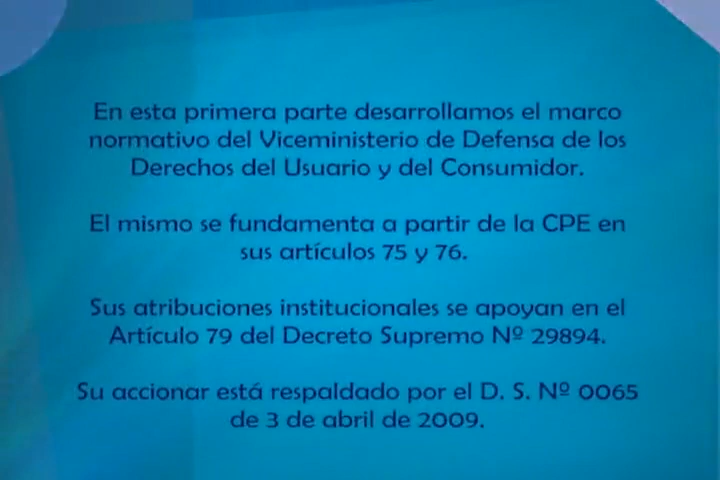 En esta primera parte desarrollamos el marco
normativo del Viceministerio de Defensa de los
Derechos del Usuario y del Consumidor.
El mismo se fundamenta a partir de la CPE en
sus artículos 75 y 76.
Sus atribuciones institucionales se apoyan en el
Artículo 79 del Decreto Supremo Nº 29894.
Su accionar está respaldado por el D. S. Nº 0065
de 3 de abril de 2009.